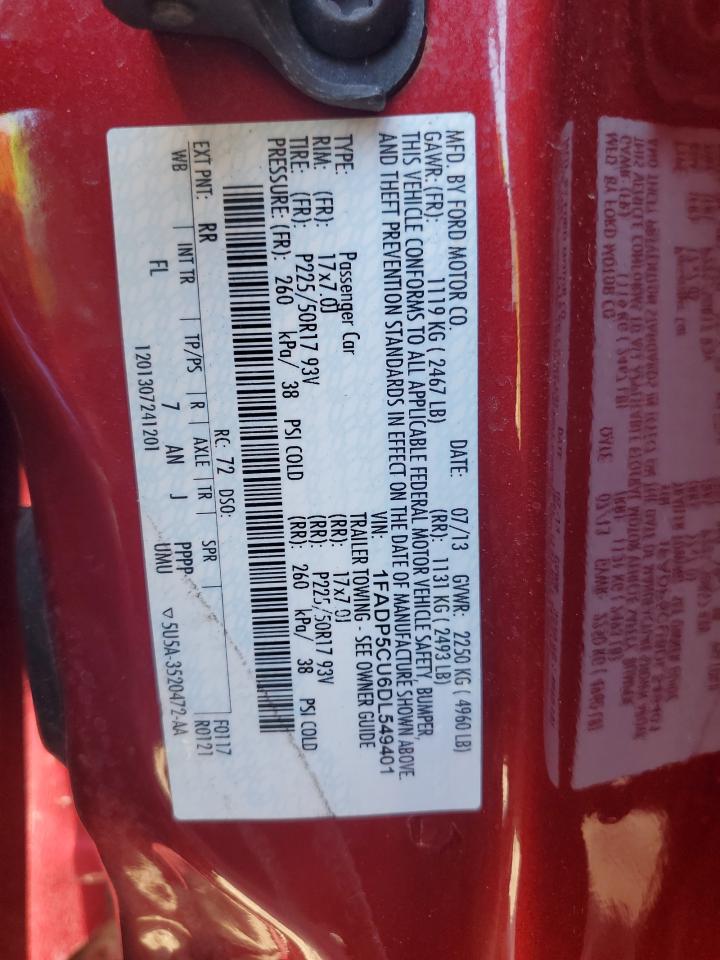 MFD. BY FORD MOTOR CO.
DATE: 07/13 GVWR: 2250 KG ( 4960 LB)
GAWR: (FR): 1119 KG ( 2467 LB) (RR): 1131 KG ( 2493 LB)
THIS VEHICLE CONFORMS TO ALL APPLICABLE FEDERAL MOTOR VEHICLE SAFETY, BUMPER,
AND THEFT PREVENTION STANDARDS IN EFFECT ON THE DATE OF MANUFACTURE SHOWN ABOVE.
VIN: 1FADP5CU6DL549401
TYPE: Passenger Car TRAILER TOWING - SEE OWNER GUIDE
RIM: (FR): 17x7.0J (RR): 17x7.0J
TIRE: (FR): P225/50R17 93V (RR): P225/50R17 93V
PRESSURE: (FR): 260 kPa/ 38 PSI COLD (RR): 260 kPa/ 38 PSI COLD
EXT PNT: RR RC: 72 DSO: F0117
WB INT TR TP/PS R AXLE TR SPR R0121
FL 7 AN J PPPP
1201307241201 UMU ▽5U5A-3520472-AA